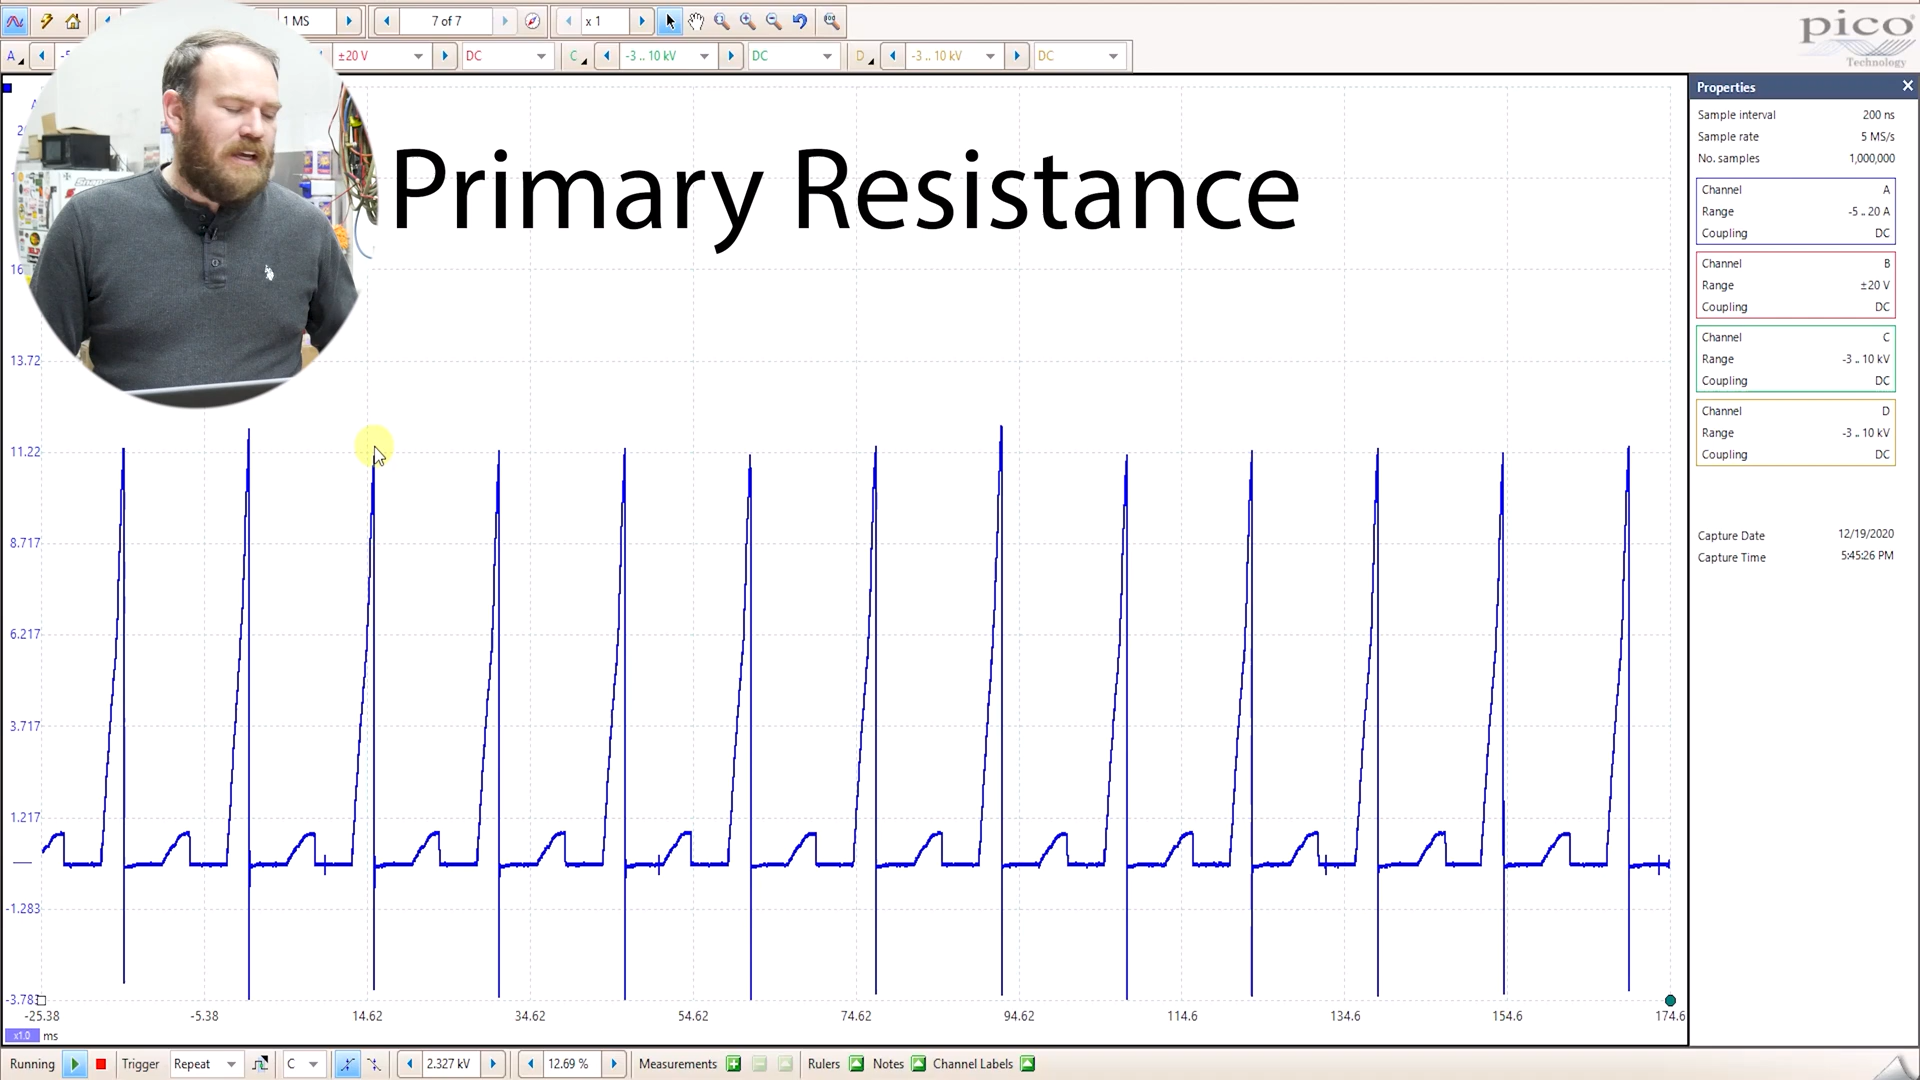 1 MS 7 of 7 x 1
pico
Technology
A -5 ±20 V DC C -3 .. 10 kV DC D -3 .. 10 kV DC
Properties
Sample interval 200 ns
Sample rate 5 MS/s
No. samples 1,000,000
Channel A
Range -5 .. 20 A
Coupling DC
Channel B
Range ±20 V
Coupling DC
Channel C
Range -3 .. 10 kV
Coupling DC
Channel D
Range -3 .. 10 kV
Coupling DC
Capture Date 12/19/2020
Capture Time 5:45:26 PM
Primary Resistance
13.72
11.22
8.717
6.217
3.717
1.217
-1.283
-3.783
-25.38 -5.38 14.62 34.62 54.62 74.62 94.62 114.6 134.6 154.6 174.6
x1.0 ms
Running Trigger Repeat C 2.327 kV 12.69 % Measurements Rulers Notes Channel Labels